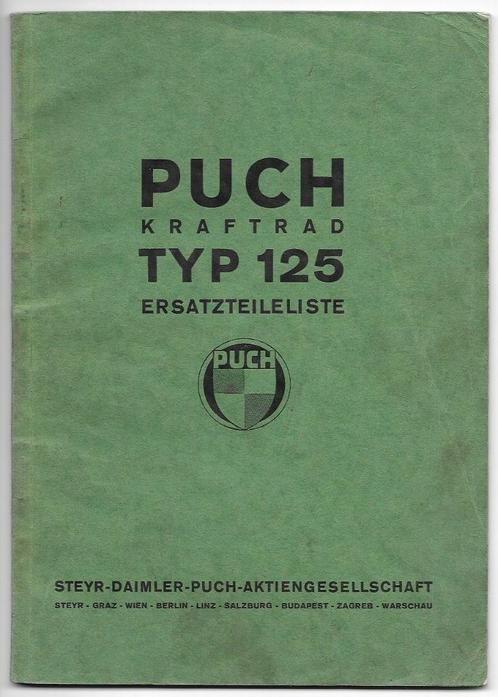 PUCH
KRAFTRAD
TYP 125
ERSATZTEILELISTE
PUCH
STEYR-DAIMLER-PUCH-AKTIENGESELLSCHAFT
STEYR - GRAZ - WIEN - BERLIN - LINZ - SALZBURG - BUDAPEST - ZAGREB - WARSCHAU